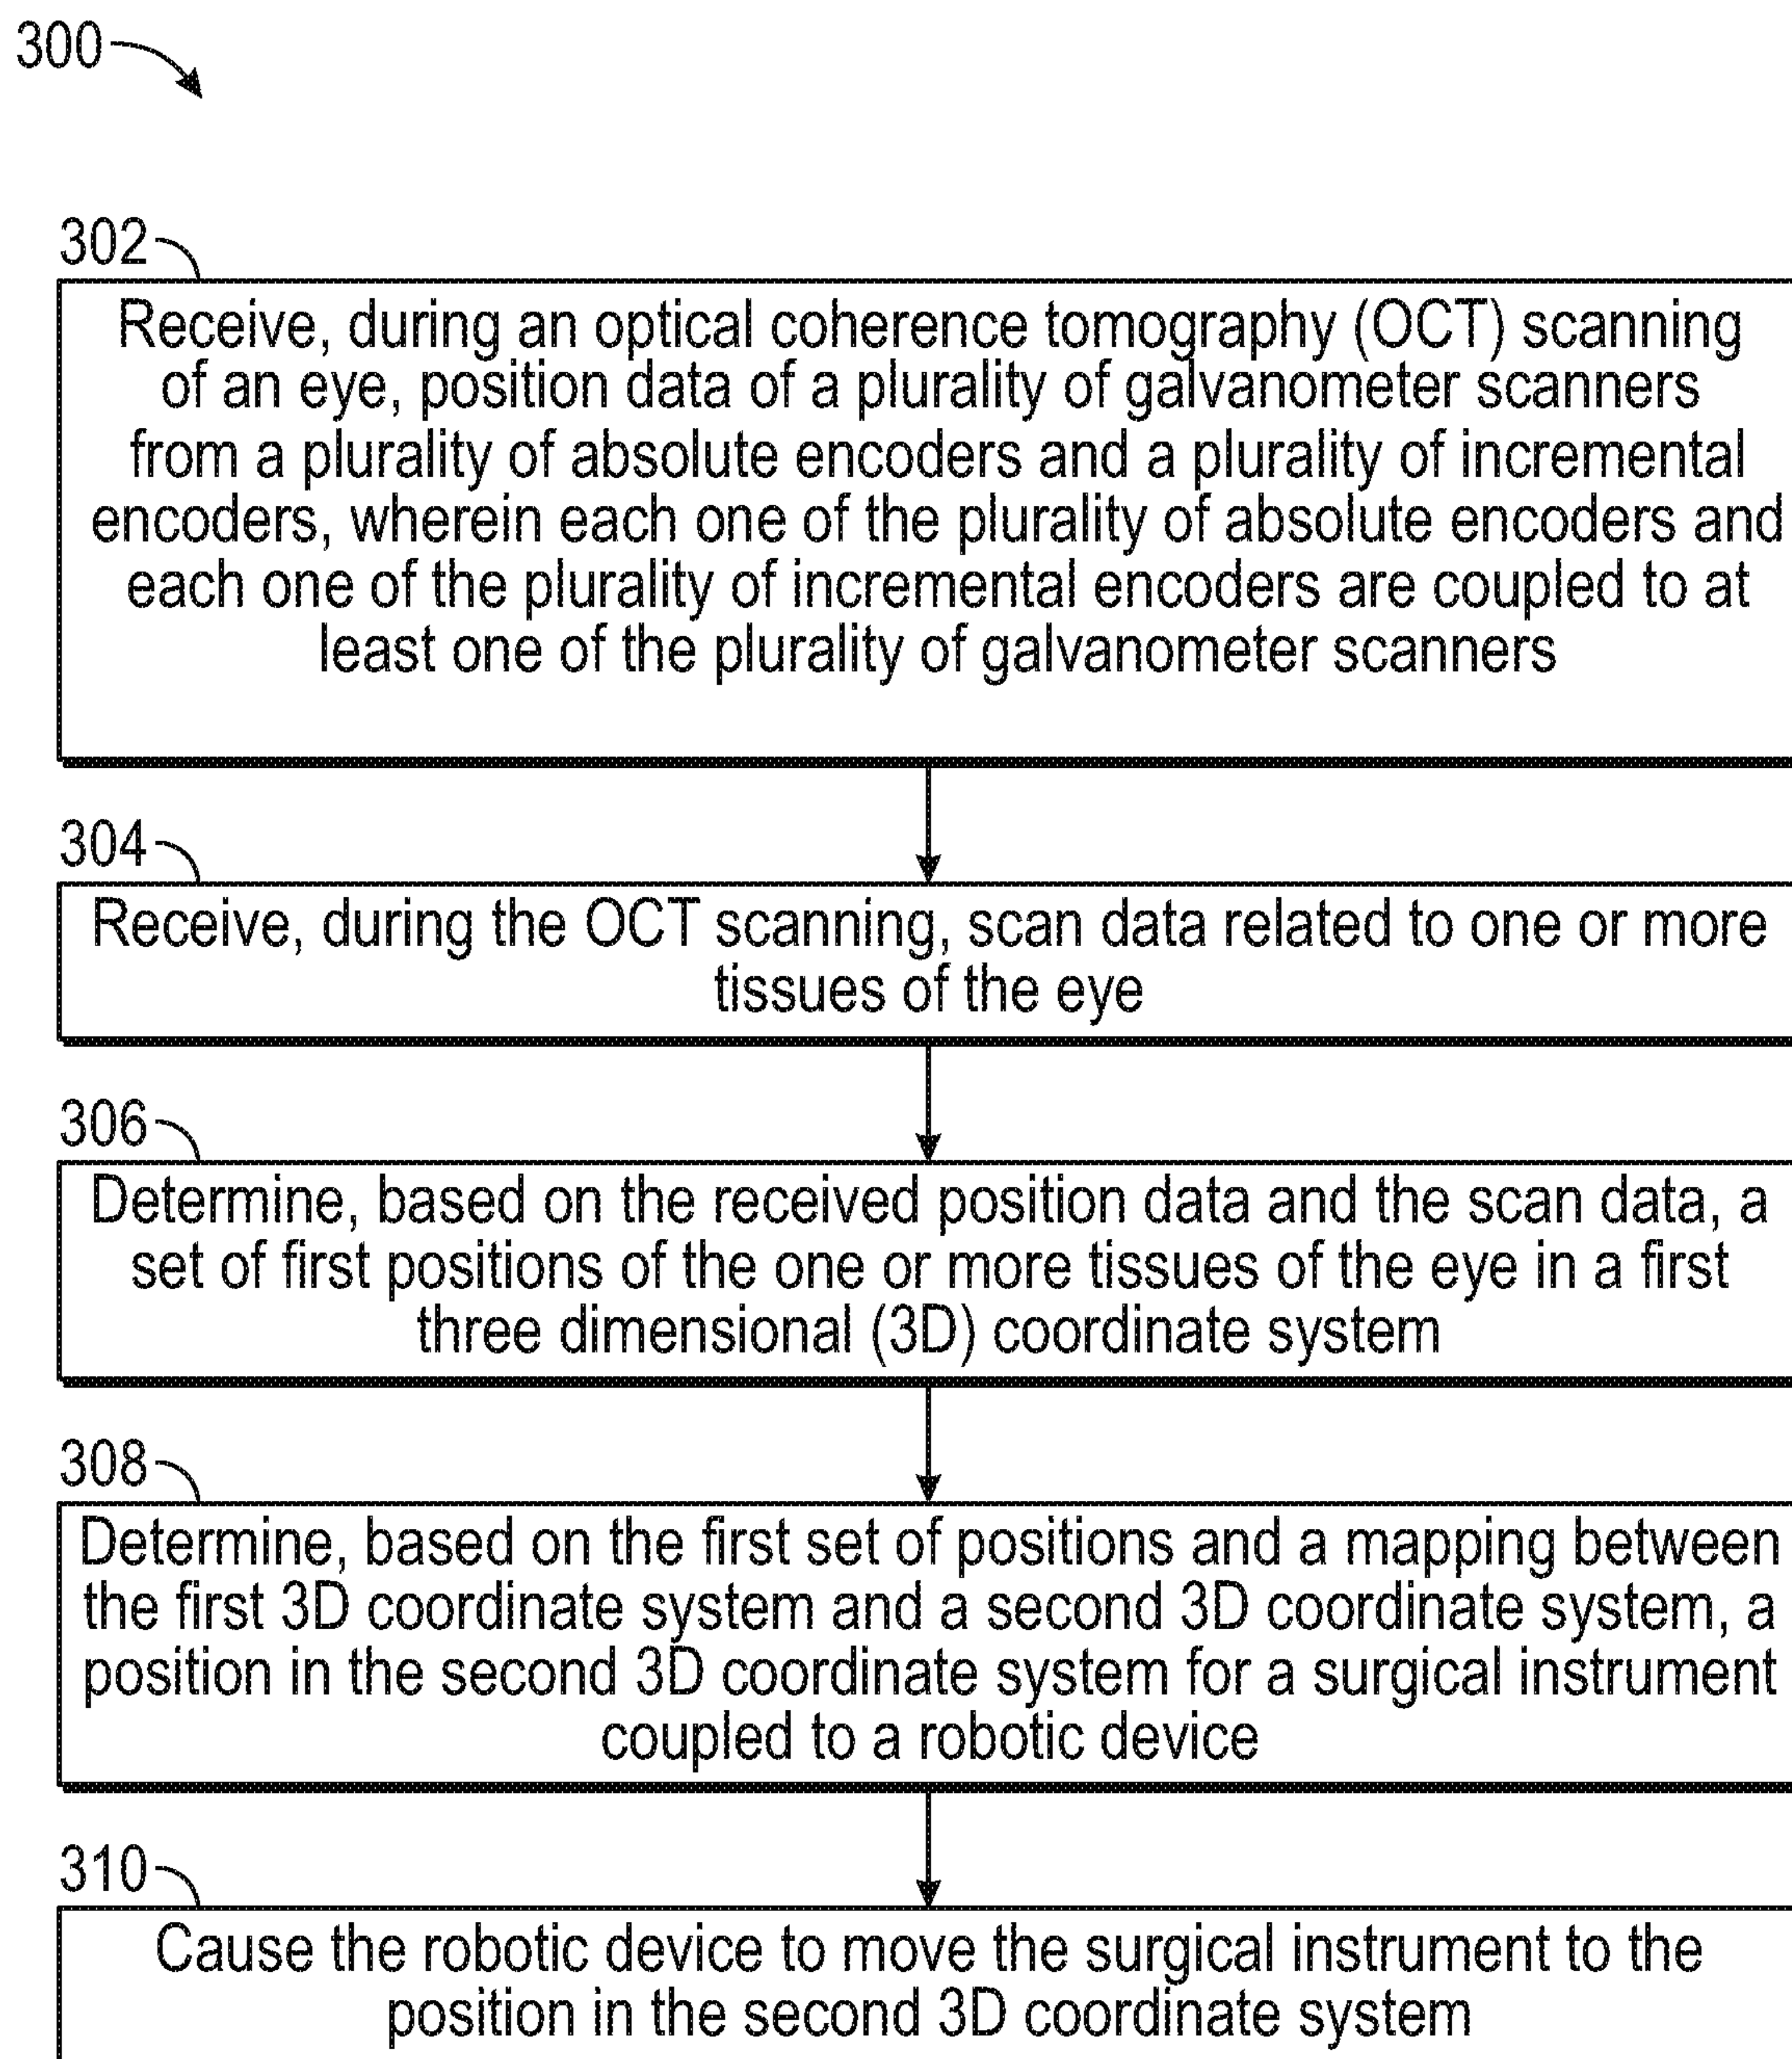 300
302
Receive, during an optical coherence tomography (OCT) scanning
of an eye, position data of a plurality of galvanometer scanners
from a plurality of absolute encoders and a plurality of incremental
encoders, wherein each one of the plurality of absolute encoders and
each one of the plurality of incremental encoders are coupled to at
least one of the plurality of galvanometer scanners
304
Receive, during the OCT scanning, scan data related to one or more
tissues of the eye
306
Determine, based on the received position data and the scan data, a
set of first positions of the one or more tissues of the eye in a first
three dimensional (3D) coordinate system
308
Determine, based on the first set of positions and a mapping between
the first 3D coordinate system and a second 3D coordinate system, a
position in the second 3D coordinate system for a surgical instrument
coupled to a robotic device
310
Cause the robotic device to move the surgical instrument to the
position in the second 3D coordinate system